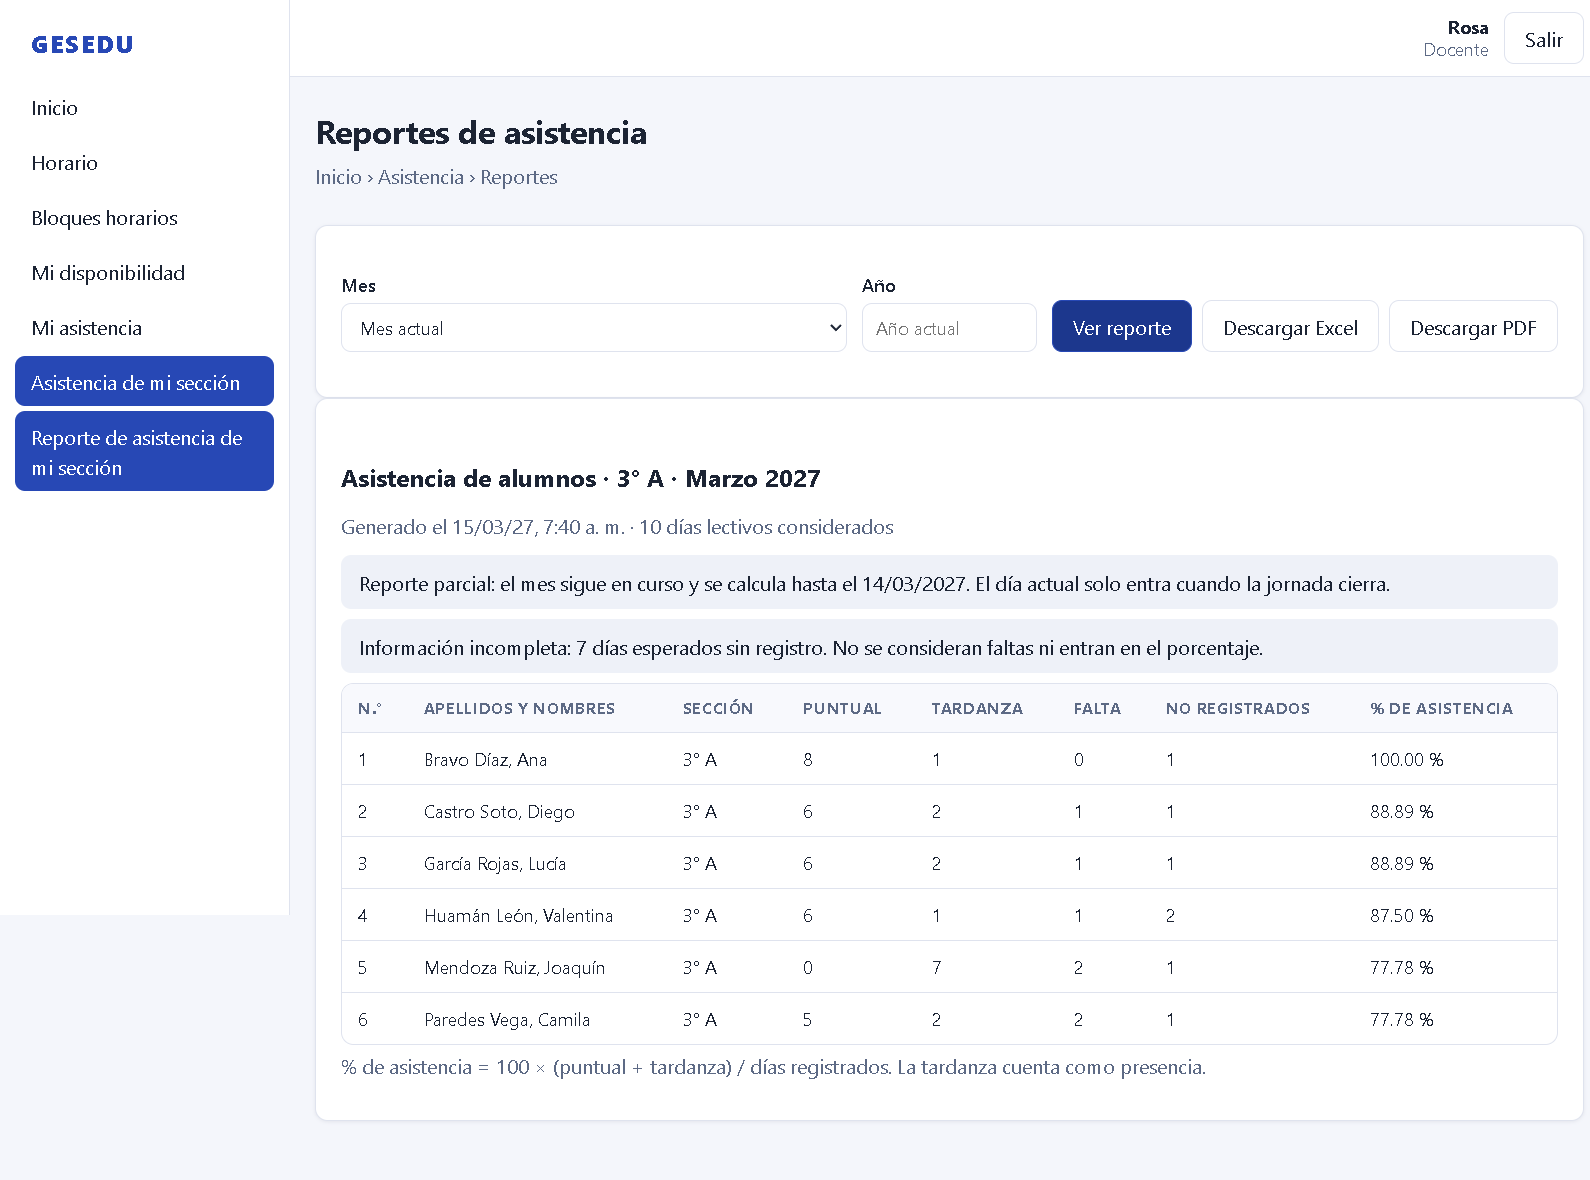 GESEDU
Inicio
Horario
Bloques horarios
Mi disponibilidad
Mi asistencia
Asistencia de mi sección
Reporte de asistencia de
mi sección
Rosa
Docente
Salir
Reportes de asistencia
Inicio › Asistencia › Reportes
Mes
Año
Mes actual
Año actual
Ver reporte
Descargar Excel
Descargar PDF
Asistencia de alumnos · 3° A · Marzo 2027
Generado el 15/03/27, 7:40 a. m. · 10 días lectivos considerados
Reporte parcial: el mes sigue en curso y se calcula hasta el 14/03/2027. El día actual solo entra cuando la jornada cierra.
Información incompleta: 7 días esperados sin registro. No se consideran faltas ni entran en el porcentaje.
N.° APELLIDOS Y NOMBRES SECCIÓN PUNTUAL TARDANZA FALTA NO REGISTRADOS % DE ASISTENCIA
1 Bravo Díaz, Ana 3° A 8 1 0 1 100.00 %
2 Castro Soto, Diego 3° A 6 2 1 1 88.89 %
3 García Rojas, Lucía 3° A 6 2 1 1 88.89 %
4 Huamán León, Valentina 3° A 6 1 1 2 87.50 %
5 Mendoza Ruiz, Joaquín 3° A 0 7 2 1 77.78 %
6 Paredes Vega, Camila 3° A 5 2 2 1 77.78 %
% de asistencia = 100 × (puntual + tardanza) / días registrados. La tardanza cuenta como presencia.